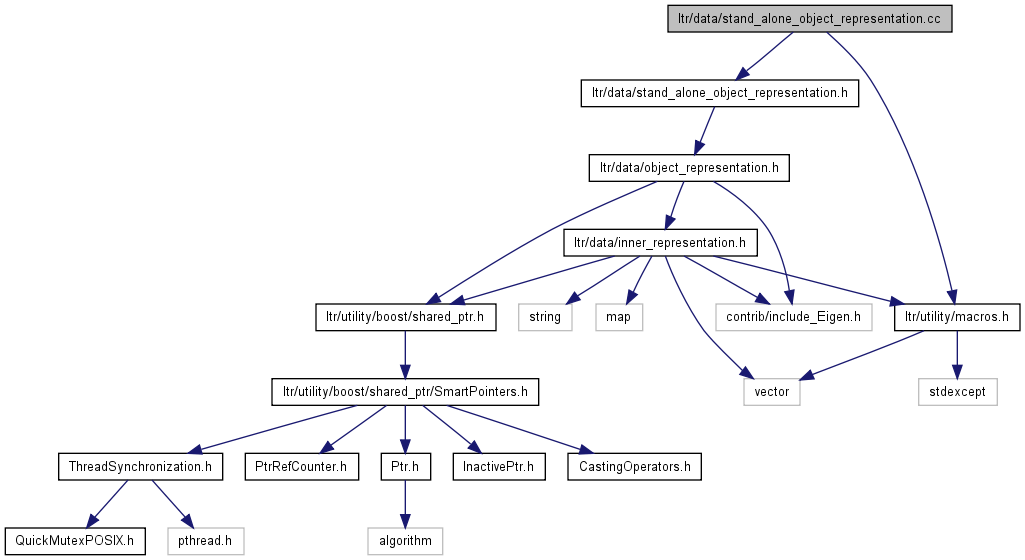 ltr/data/stand_alone_object_representation.cc
ltr/data/stand_alone_object_representation.h
ltr/data/object_representation.h
ltr/data/inner_representation.h
ltr/utility/boost/shared_ptr.h
string
map
contrib/include_Eigen.h
ltr/utility/macros.h
ltr/utility/boost/shared_ptr/SmartPointers.h
vector
stdexcept
ThreadSynchronization.h
PtrRefCounter.h
Ptr.h
InactivePtr.h
CastingOperators.h
QuickMutexPOSIX.h
pthread.h
algorithm